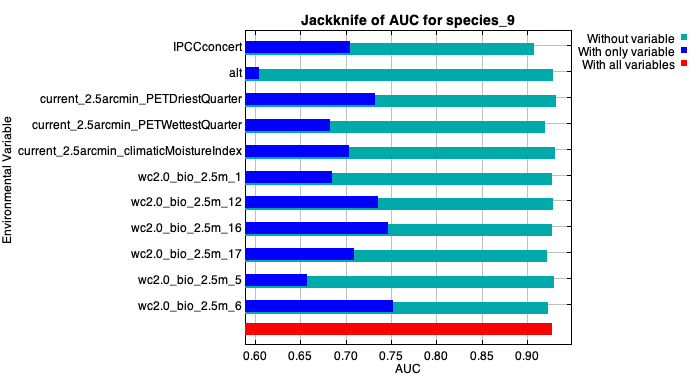 Jackknife of AUC for species_9
Without variable
With only variable
With all variables
Environmental Variable
IPCCconcert
alt
current_2.5arcmin_PETDriestQuarter
current_2.5arcmin_PETWettestQuarter
current_2.5arcmin_climaticMoistureIndex
wc2.0_bio_2.5m_1
wc2.0_bio_2.5m_12
wc2.0_bio_2.5m_16
wc2.0_bio_2.5m_17
wc2.0_bio_2.5m_5
wc2.0_bio_2.5m_6
0.60 0.65 0.70 0.75 0.80 0.85 0.90
AUC